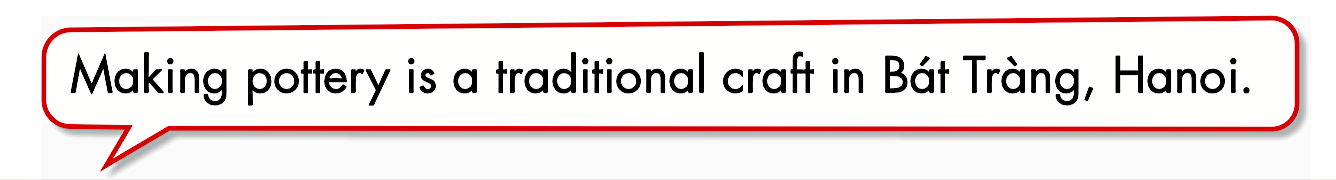 Making pottery is a traditional craft in Bát Tràng, Hanoi.